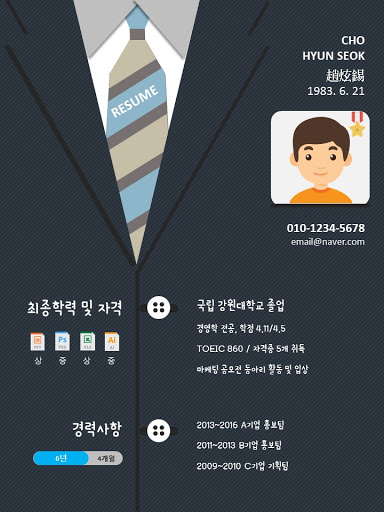 CHO
HYUN SEOK
趙炫錫
1983. 6. 21
RESUME
010-1234-5678
email@naver.com
최종학력 및 자격
국립 강원대학교 졸업
경영학 전공, 학점 4.11/4.5
TOEIC 860 / 자격증 5개 취득
마케팅 공모전 동아리 활동 및 입상
PPT Ps PSD XLS Ai AI
상 중 상 중
경력사항
6년 4개월
2013~2016 A기업 홍보팀
2011~2013 B기업 홍보팀
2009~2010 C기업 기획팀